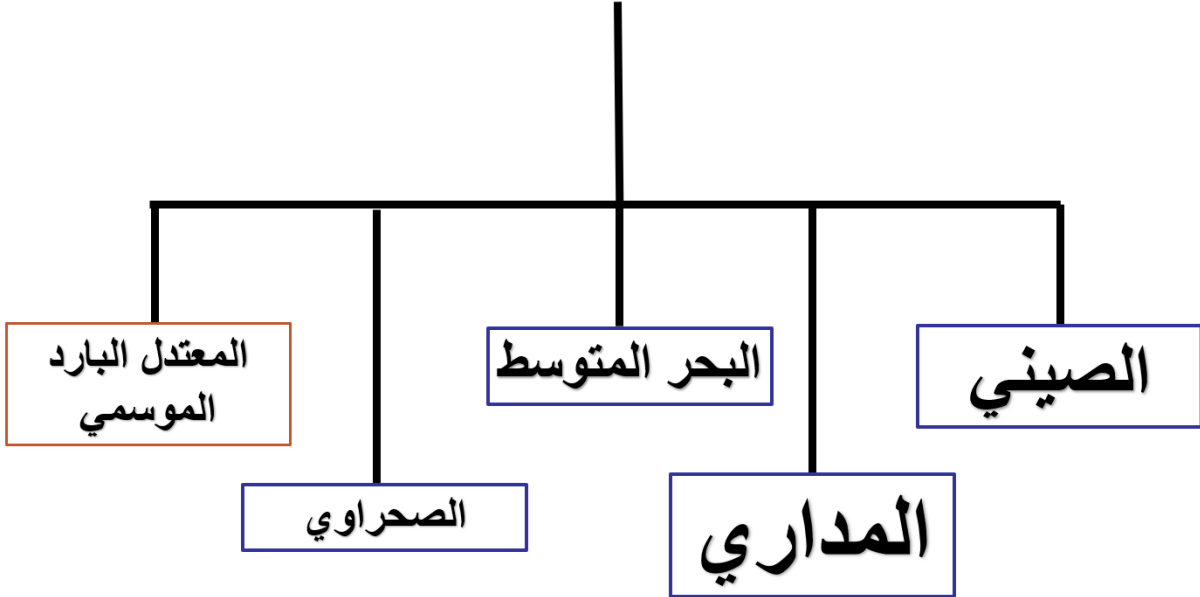 الصيني
المداري
البحر المتوسط
الصحراوي
المعتدل البارد
الموسمي